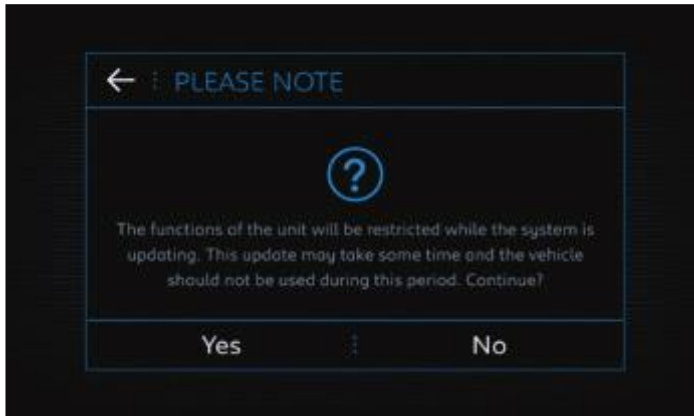 PLEASE NOTE
?
The functions of the unit will be restricted while the system is
updating. This update may take some time and the vehicle
should not be used during this period. Continue?
Yes
No